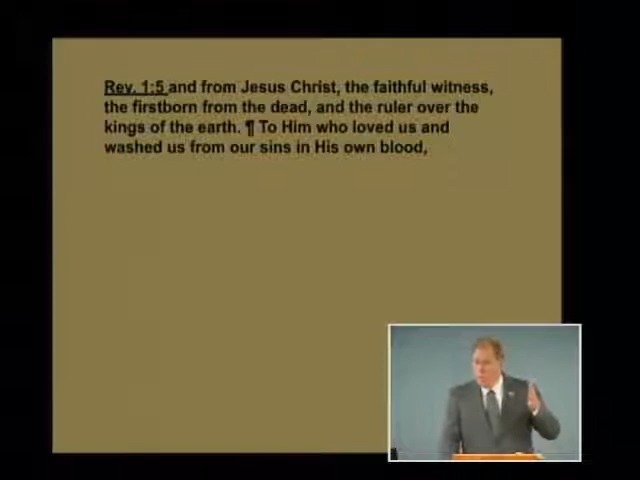 Rev. 1:5 and from Jesus Christ, the faithful witness,
the firstborn from the dead, and the ruler over the
kings of the earth. ¶ To Him who loved us and
washed us from our sins in His own blood,